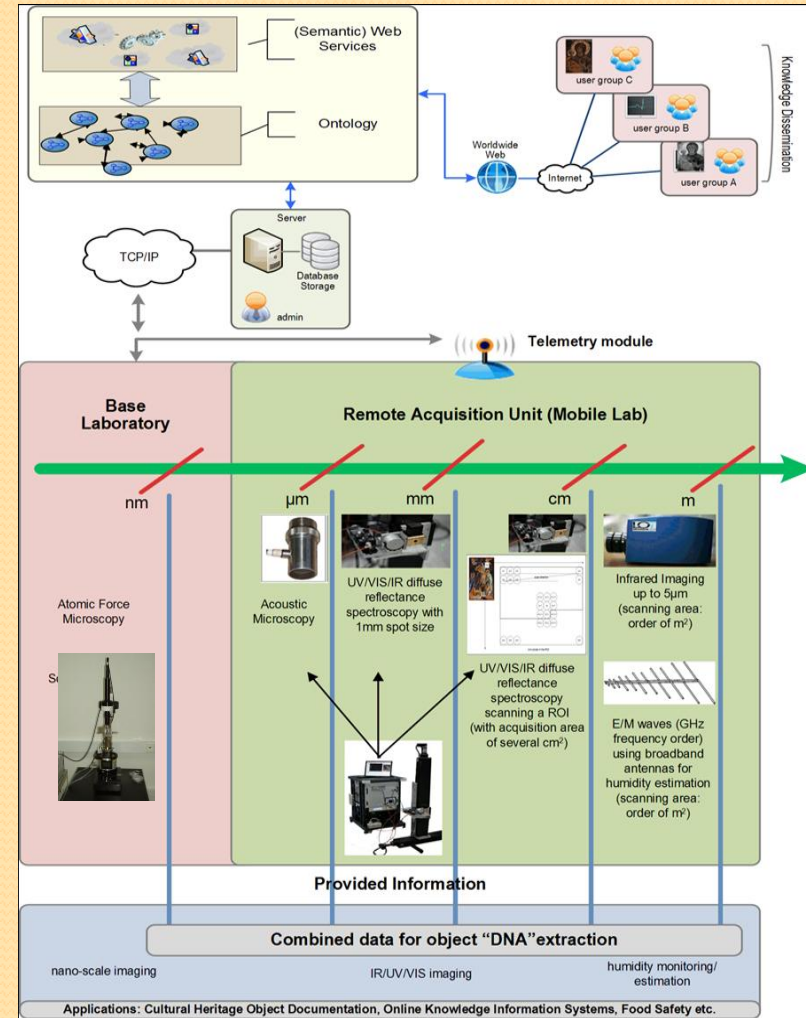 (Semantic) Web
Services
Ontology
user group C
user group B
user group A
Knowledge Dissemination
Worldwide
Web
Internet
Server
Database
Storage
admin
TCP/IP
Telemetry module
Base
Laboratory
Remote Acquisition Unit (Mobile Lab)
nm
µm
mm
cm
m
Atomic Force
Microscopy
Acoustic
Microscopy
UV/VIS/IR diffuse
reflectance
spectroscopy with
1mm spot size
UV/VIS/IR diffuse
reflectance
spectroscopy
scanning a ROI
(with acquisition area
of several cm²)
Infrared Imaging
up to 5µm
(scanning area:
order of m²)
E/M waves (GHz
frequency order)
using broadband
antennas for
humidity estimation
(scanning area:
order of m²)
Provided Information
Combined data for object “DNA”extraction
nano-scale imaging
IR/UV/VIS imaging
humidity monitoring/
estimation
Applications: Cultural Heritage Object Documentation, Online Knowledge Information Systems, Food Safety etc.